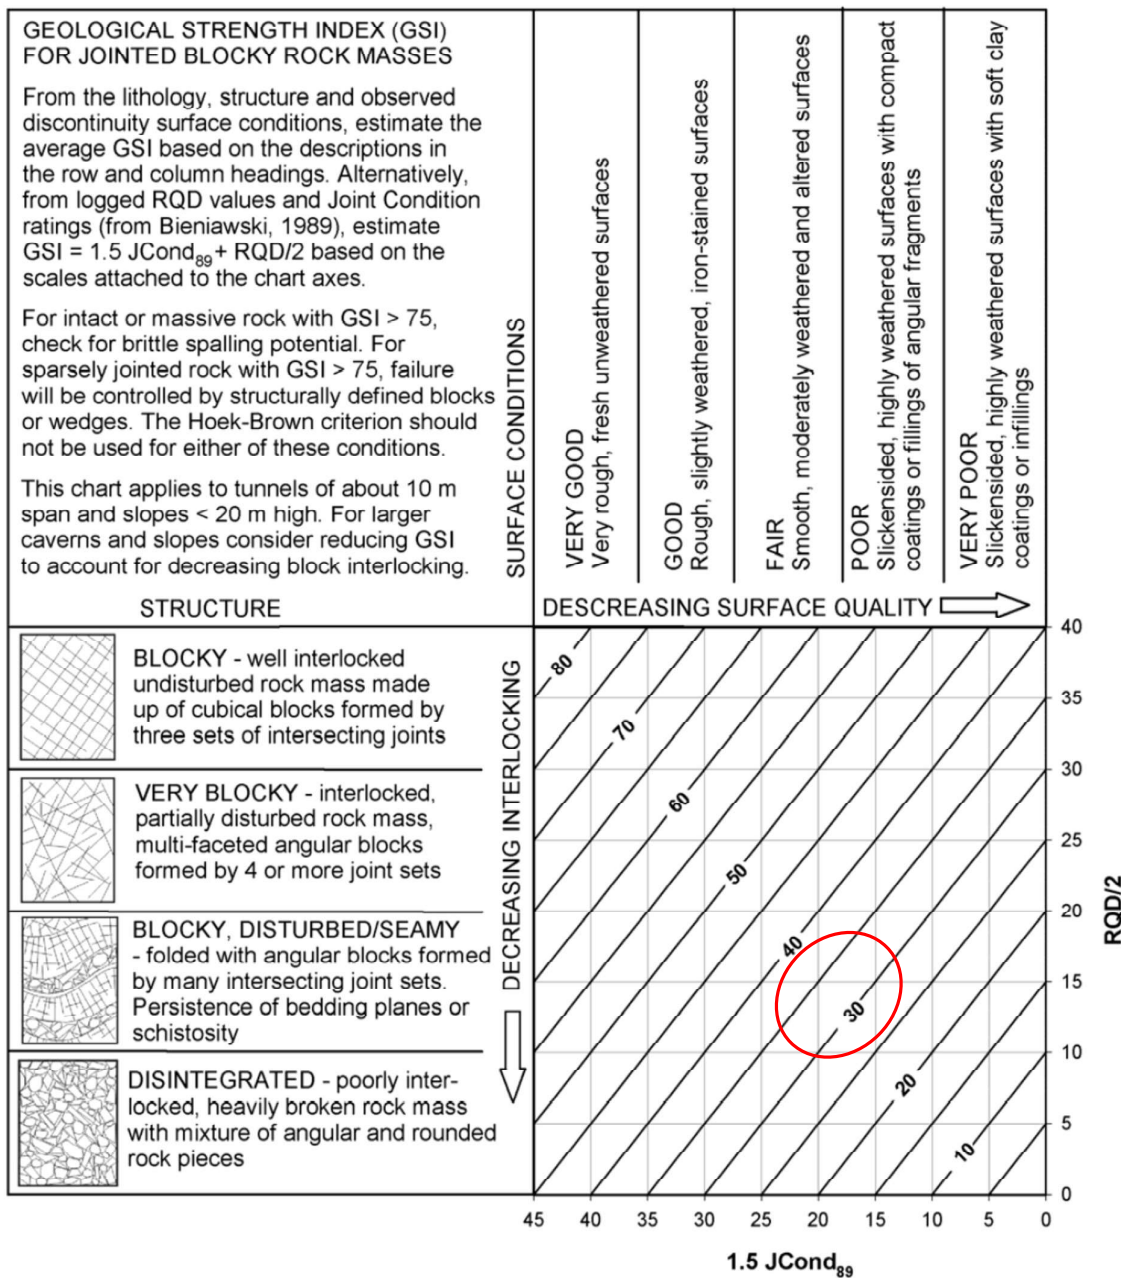 GEOLOGICAL STRENGTH INDEX (GSI)
FOR JOINTED BLOCKY ROCK MASSES
From the lithology, structure and observed
discontinuity surface conditions, estimate the
average GSI based on the descriptions in
the row and column headings. Alternatively,
from logged RQD values and Joint Condition
ratings (from Bieniawski, 1989), estimate
GSI = 1.5 JCond89 + RQD/2 based on the
scales attached to the chart axes.
For intact or massive rock with GSI > 75,
check for brittle spalling potential. For
sparsely jointed rock with GSI > 75, failure
will be controlled by structurally defined blocks
or wedges. The Hoek-Brown criterion should
not be used for either of these conditions.
This chart applies to tunnels of about 10 m
span and slopes < 20 m high. For larger
caverns and slopes consider reducing GSI
to account for decreasing block interlocking.
SURFACE CONDITIONS
VERY GOOD
Very rough, fresh unweathered surfaces
GOOD
Rough, slightly weathered, iron-stained surfaces
FAIR
Smooth, moderately weathered and altered surfaces
POOR
Slickensided, highly weathered surfaces with compact
coatings or fillings of angular fragments
VERY POOR
Slickensided, highly weathered surfaces with soft clay
coatings or infillings
STRUCTURE
DESCREASING SURFACE QUALITY
BLOCKY - well interlocked
undisturbed rock mass made
up of cubical blocks formed by
three sets of intersecting joints
VERY BLOCKY - interlocked,
partially disturbed rock mass,
multi-faceted angular blocks
formed by 4 or more joint sets
BLOCKY, DISTURBED/SEAMY
- folded with angular blocks formed
by many intersecting joint sets.
Persistence of bedding planes or
schistosity
DISINTEGRATED - poorly inter-
locked, heavily broken rock mass
with mixture of angular and rounded
rock pieces
DECREASING INTERLOCKING
80
70
60
50
40
30
20
10
40
35
30
25
20
15
10
5
0
RQD/2
45 40 35 30 25 20 15 10 5 0
1.5 JCond89